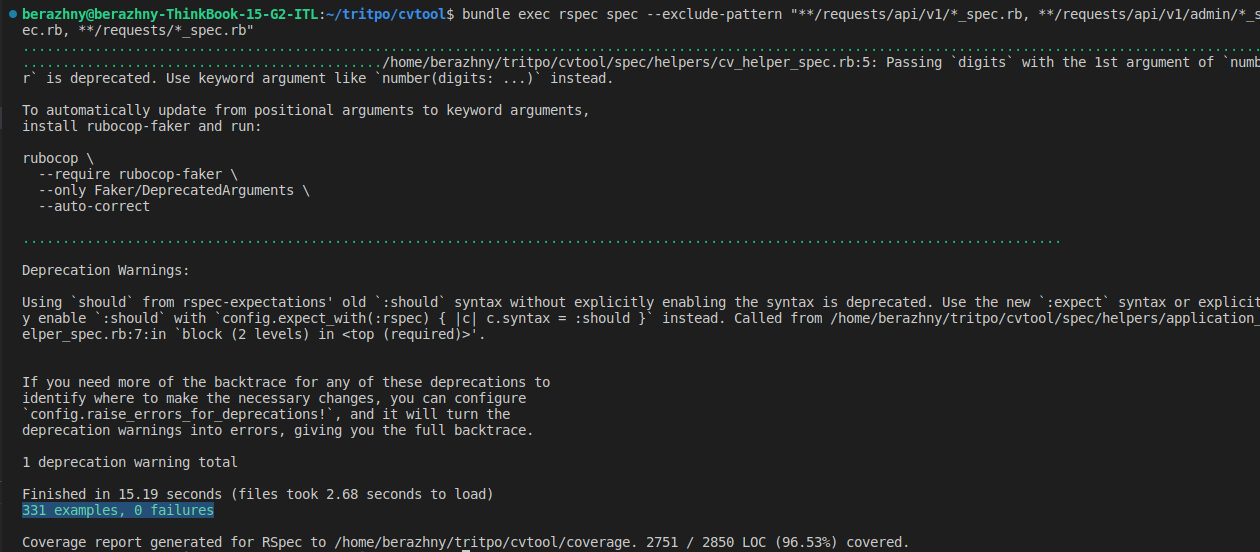 berazhny@berazhny-ThinkBook-15-G2-ITL:~/tritpo/cvtool$ bundle exec rspec spec --exclude-pattern "**/requests/api/v1/*_spec.rb, **/requests/api/v1/admin/*_s
ec.rb, **/requests/*_spec.rb"
...........................................................................................................................................................
............................................./home/berazhny/tritpo/cvtool/spec/helpers/cv_helper_spec.rb:5: Passing `digits` with the 1st argument of `numb
r` is deprecated. Use keyword argument like `number(digits: ...)` instead.
To automatically update from positional arguments to keyword arguments,
install rubocop-faker and run:
rubocop \
--require rubocop-faker \
--only Faker/DeprecatedArguments \
--auto-correct
..................................................................................................................................
Deprecation Warnings:
Using `should` from rspec-expectations' old `:should` syntax without explicitly enabling the syntax is deprecated. Use the new `:expect` syntax or explicit
y enable `:should` with `config.expect_with(:rspec) { |c| c.syntax = :should }` instead. Called from /home/berazhny/tritpo/cvtool/spec/helpers/application_
elper_spec.rb:7:in `block (2 levels) in <top (required)>'.
If you need more of the backtrace for any of these deprecations to
identify where to make the necessary changes, you can configure
`config.raise_errors_for_deprecations!`, and it will turn the
deprecation warnings into errors, giving you the full backtrace.
1 deprecation warning total
Finished in 15.19 seconds (files took 2.68 seconds to load)
331 examples, 0 failures
Coverage report generated for RSpec to /home/berazhny/tritpo/cvtool/coverage. 2751 / 2850 LOC (96.53%) covered.